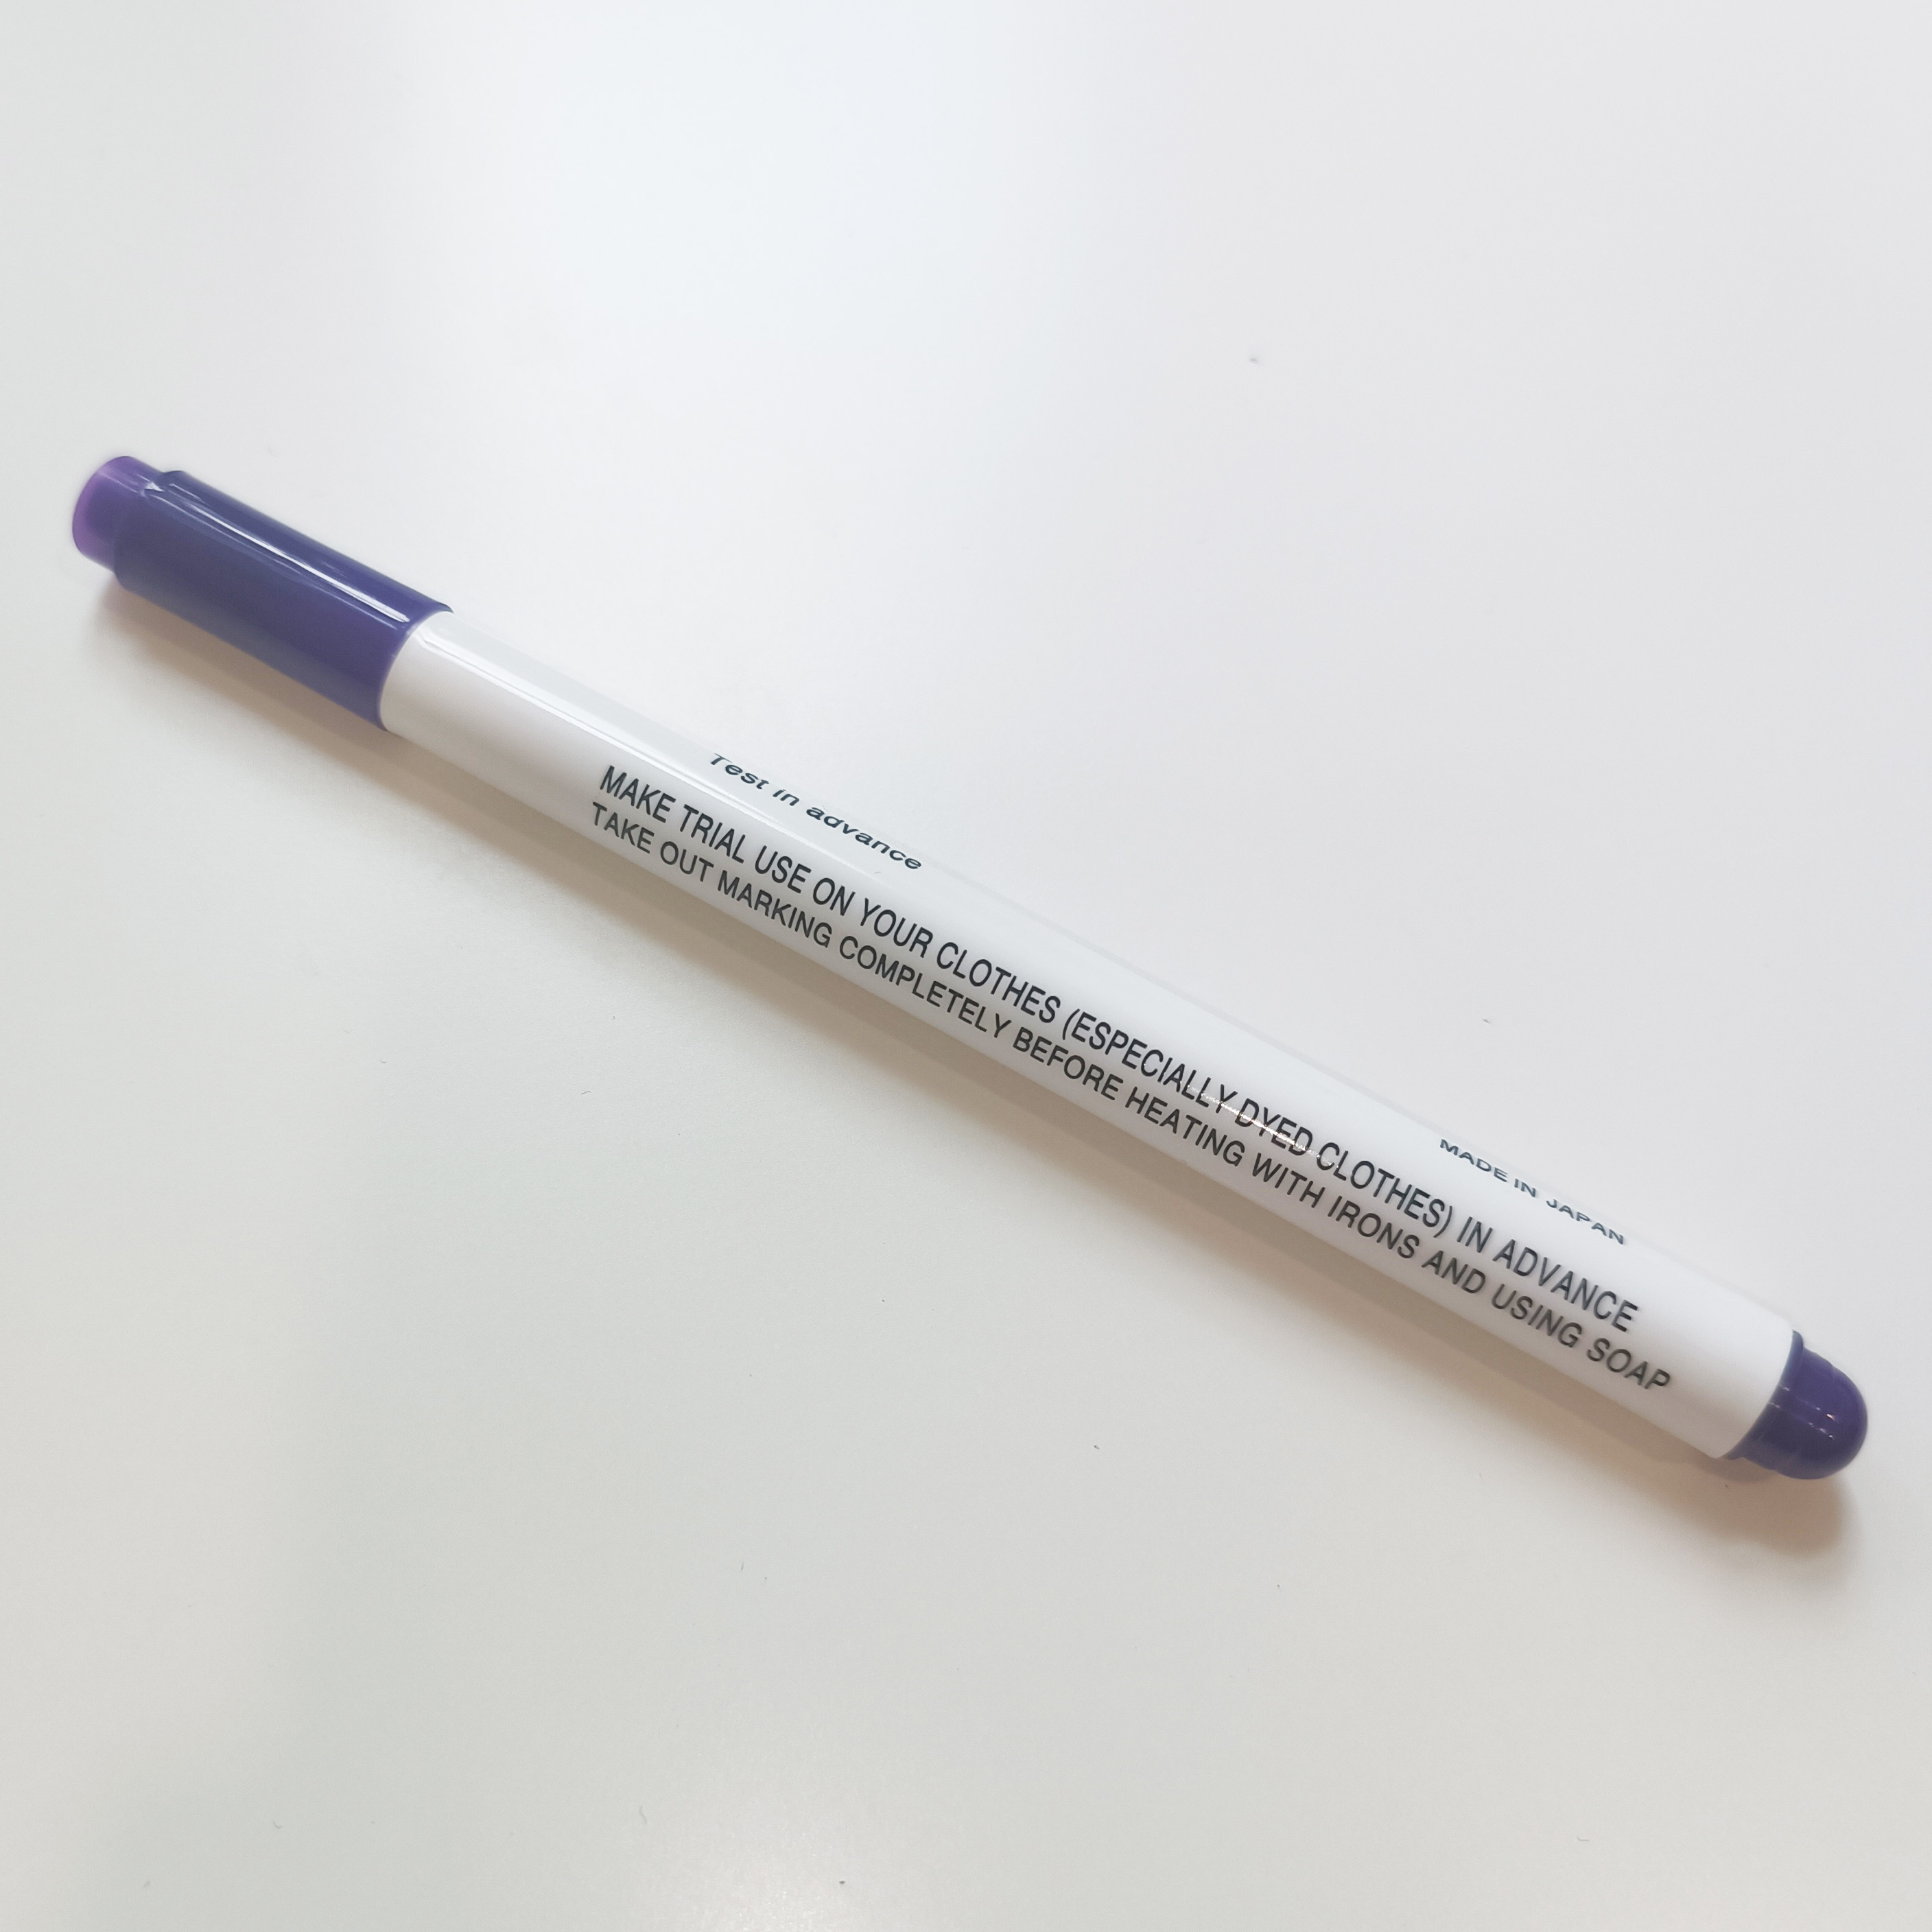 Test in advance
MAKE TRIAL USE ON YOUR CLOTHES (ESPECIALLY DYED CLOTHES) IN ADVANCE
TAKE OUT MARKING COMPLETELY BEFORE HEATING WITH IRONS AND USING SOAP
MADE IN JAPAN